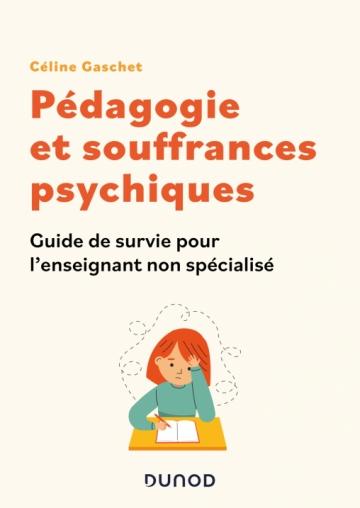 Céline Gaschet
Pédagogie
et souffrances
psychiques
Guide de survie pour
l’enseignant non spécialisé
DUNOD